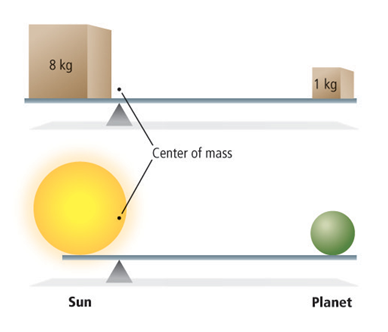 8 kg
1 kg
Center of mass
Sun
Planet